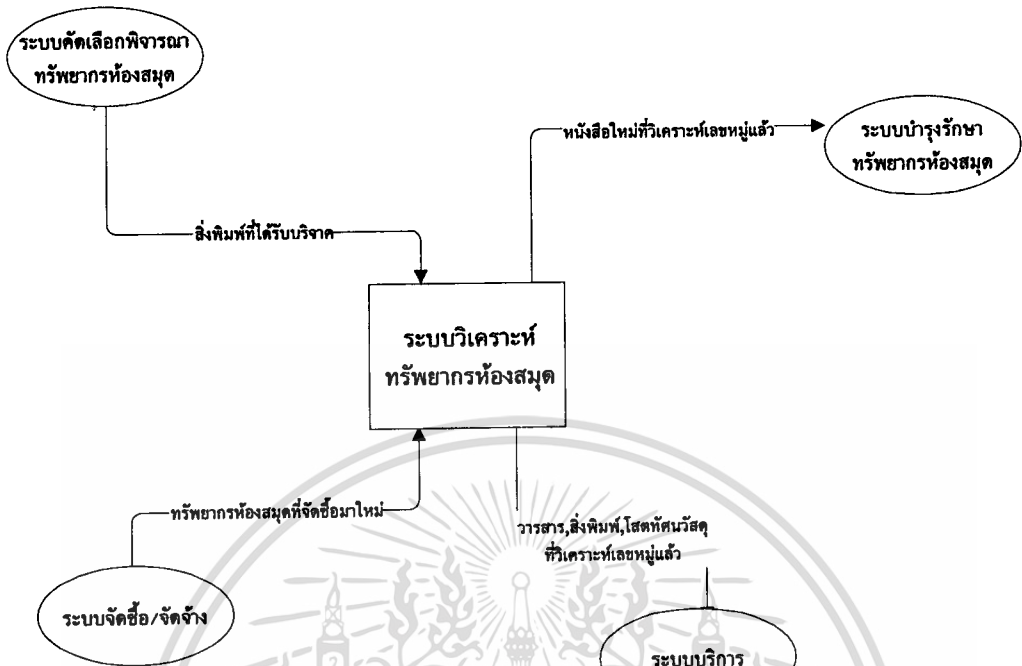 ระบบคัดเลือกพิจารณา
ทรัพยากรห้องสมุด
หนังสือใหม่ที่วิเคราะห์เลขหมู่แล้ว
ระบบบำรุงรักษา
ทรัพยากรห้องสมุด
สิ่งพิมพ์ที่ได้รับบริจาค
ระบบวิเคราะห์
ทรัพยากรห้องสมุด
ทรัพยากรห้องสมุดที่จัดซื้อมาใหม่
วารสาร,สิ่งพิมพ์,โสตทัศนวัสดุ
ที่วิเคราะห์เลขหมู่แล้ว
ระบบจัดซื้อ/จัดจ้าง
ระบบบริการ